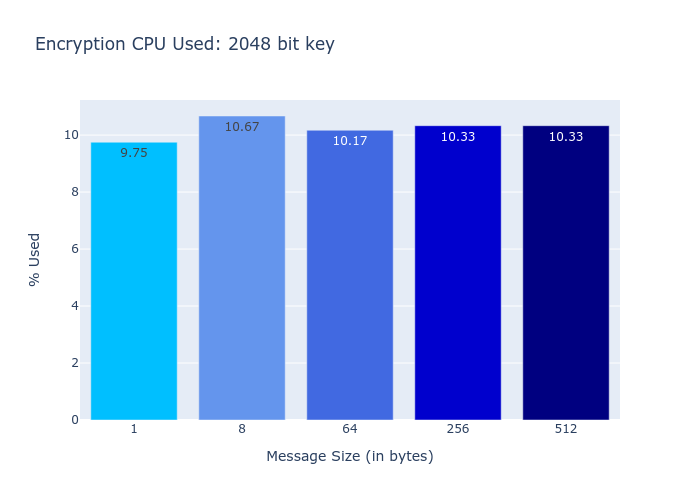 Encryption CPU Used: 2048 bit key
% Used
10
8
6
4
2
0
9.75
10.67
10.17
10.33
10.33
1 8 64 256 512
Message Size (in bytes)